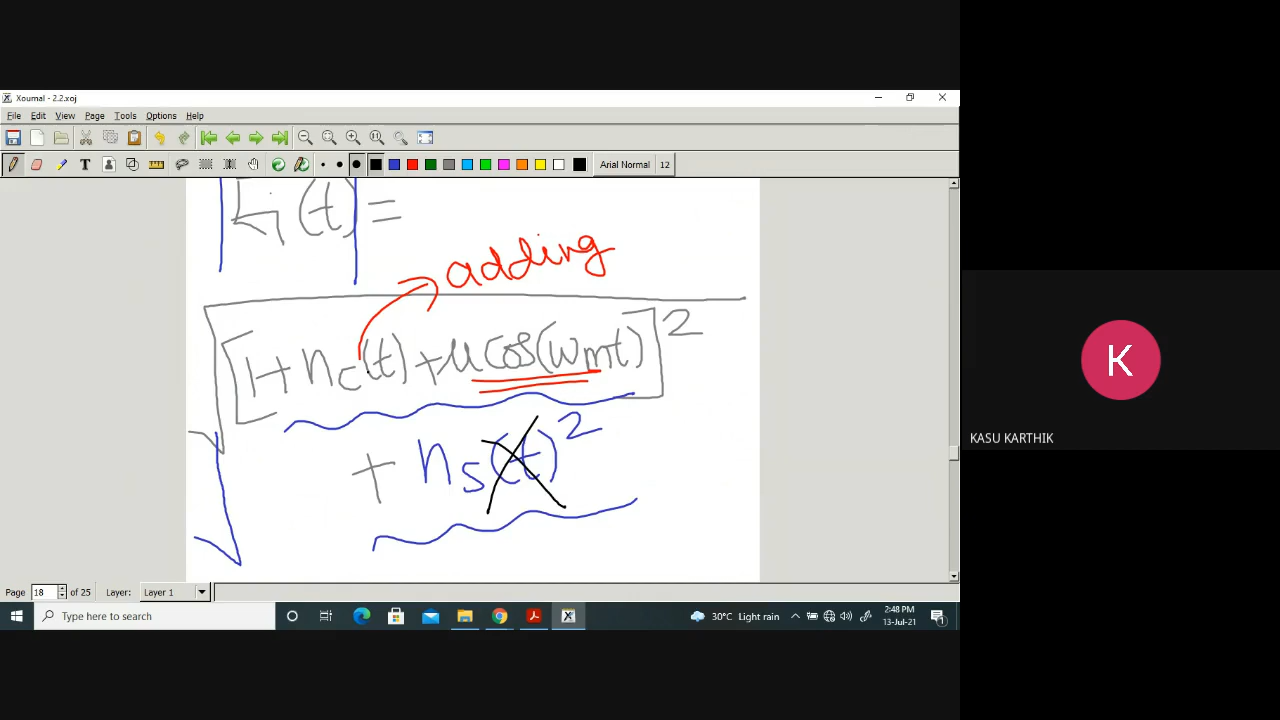 Xournal - 2.2.xoj
File Edit View Page Tools Options Help
Arial Normal 12
(t) =
adding
[1+nc(t)+μcos(wmt)]2
+ ns(t)2
KASU KARTHIK
Page 18 of 25 Layer: Layer 1
Type here to search
30°C Light rain
2:48 PM
13-Jul-21
K